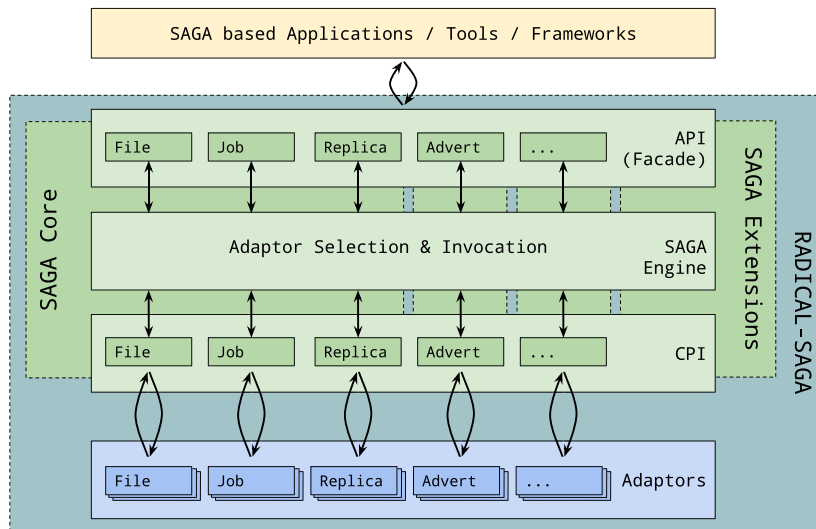 SAGA based Applications / Tools / Frameworks
File Job Replica Advert ... API
(Facade)
Adaptor Selection & Invocation SAGA
Engine
File Job Replica Advert ... CPI
File Job Replica Advert ... Adaptors
SAGA Core
SAGA Extensions
RADICAL-SAGA